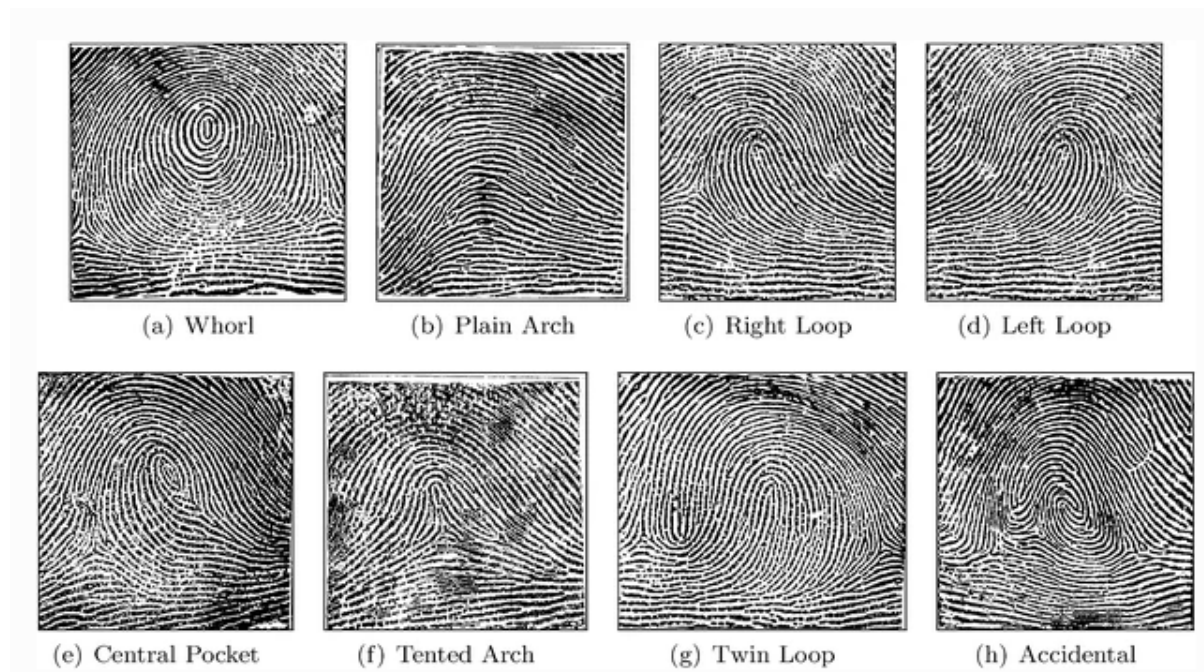 (a) Whorl
(b) Plain Arch
(c) Right Loop
(d) Left Loop
(e) Central Pocket
(f) Tented Arch
(g) Twin Loop
(h) Accidental